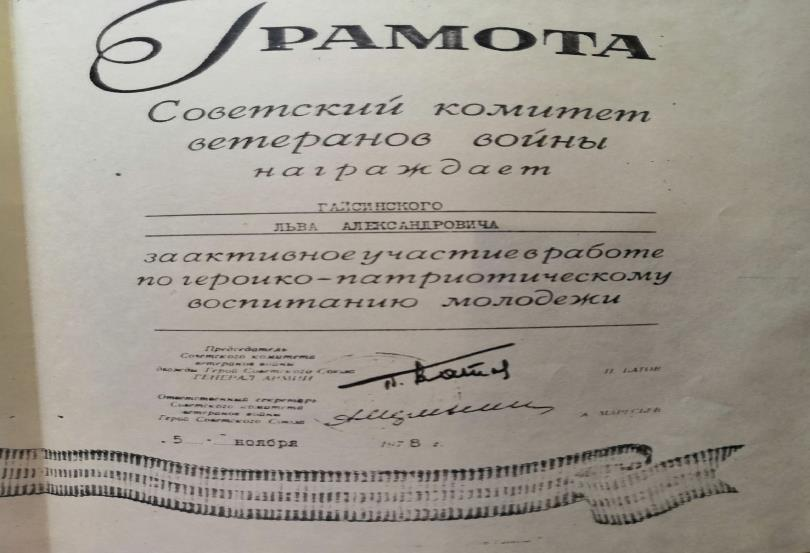 ГРАМОТА
Советский комитет
ветеранов войны
награждает
ГАЙСИНСКОГО
ЛЬВА АЛЕКСАНДРОВИЧА
за активное участие в работе
по героико-патриотическому
воспитанию молодежи
Председатель
Советского комитета
ветеранов войны
дважды Герой Советского Союза
ГЕНЕРАЛ АРМИИ
П. Батов
П. БАТОВ
Ответственный секретарь
Советского комитета
ветеранов войны
Герой Советского Союза
А. МАРЕСЬЕВ
5 ноября 1978 г.